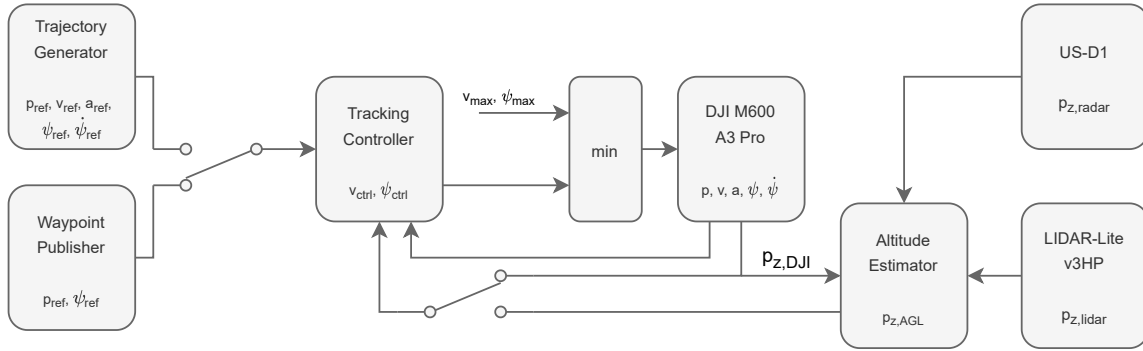 Trajectory
Generator
p_ref, v_ref, a_ref,
ψ_ref, ψ̇_ref
Waypoint
Publisher
p_ref, ψ_ref
Tracking
Controller
v_ctrl, ψ_ctrl
v_max, ψ_max
min
DJI M600
A3 Pro
p, v, a, ψ, ψ̇
p_z,DJI
US-D1
p_z,radar
Altitude
Estimator
p_z,AGL
LIDAR-Lite
v3HP
p_z,lidar